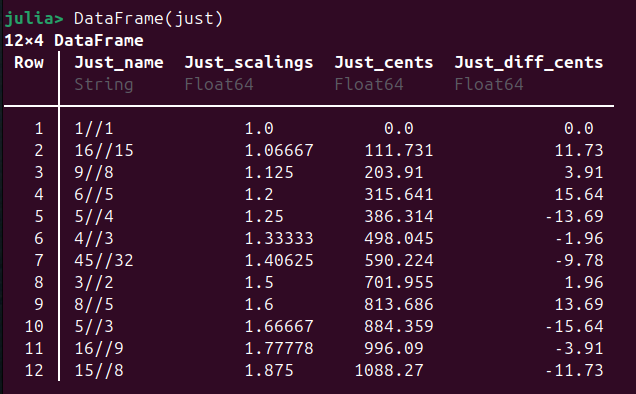 julia> DataFrame(just)
12×4 DataFrame
Row Just_name Just_scalings Just_cents Just_diff_cents
String Float64 Float64 Float64
1 1//1 1.0 0.0 0.0
2 16//15 1.06667 111.731 11.73
3 9//8 1.125 203.91 3.91
4 6//5 1.2 315.641 15.64
5 5//4 1.25 386.314 -13.69
6 4//3 1.33333 498.045 -1.96
7 45//32 1.40625 590.224 -9.78
8 3//2 1.5 701.955 1.96
9 8//5 1.6 813.686 13.69
10 5//3 1.66667 884.359 -15.64
11 16//9 1.77778 996.09 -3.91
12 15//8 1.875 1088.27 -11.73